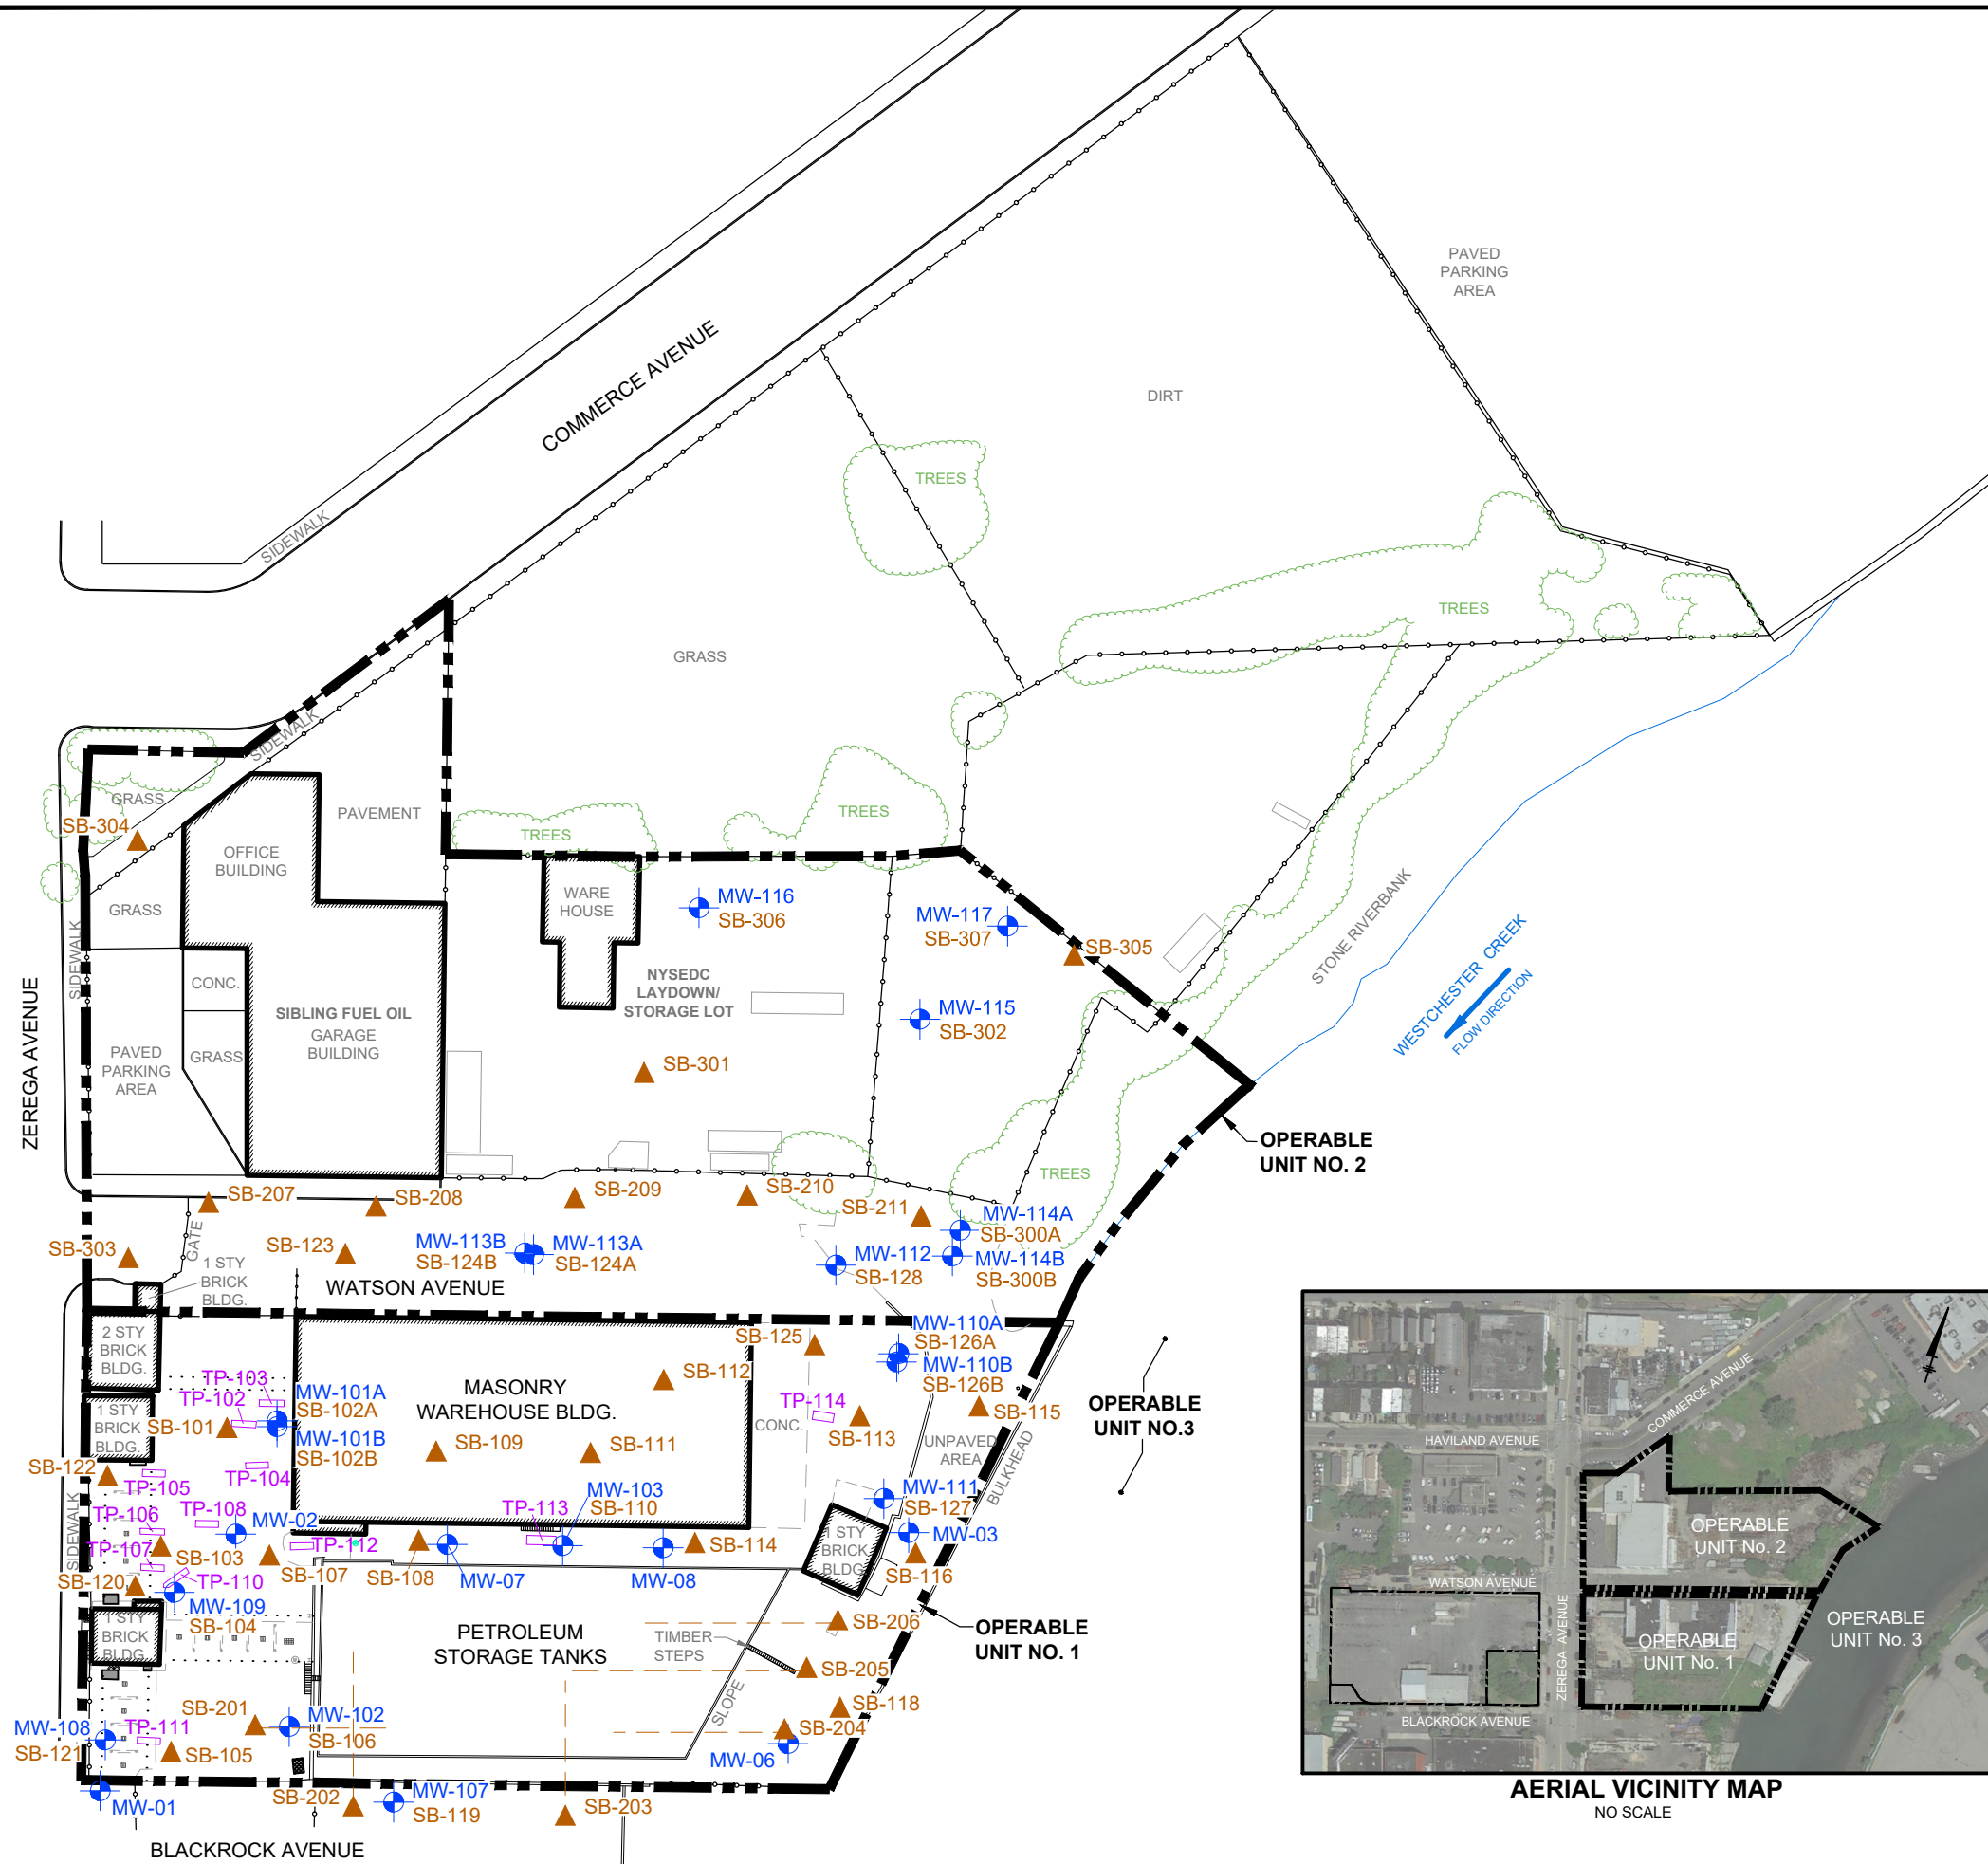 PAVED
PARKING
AREA
COMMERCE AVENUE
DIRT
TREES
SIDEWALK
TREES
GRASS
SIDEWALK
GRASS
PAVEMENT
SB-304
TREES
TREES
OFFICE
BUILDING
WARE
HOUSE
MW-116
SB-306
MW-117
SB-307
GRASS
SB-305
STONE RIVERBANK
WESTCHESTER CREEK
FLOW DIRECTION
SIDEWALK
ZEREGA AVENUE
CONC.
NYSEDC
LAYDOWN/
STORAGE LOT
SIBLING FUEL OIL
GARAGE
BUILDING
MW-115
SB-302
PAVED
PARKING
AREA
GRASS
SB-301
OPERABLE
UNIT NO. 2
TREES
SB-207
SB-208
SB-209
SB-210
SB-211
MW-114A
SB-300A
GATE
SB-303
1 STY
BRICK
BLDG.
SB-123
MW-113B
SB-124B
MW-113A
SB-124A
MW-112
SB-128
MW-114B
SB-300B
WATSON AVENUE
2 STY
BRICK
BLDG.
SB-125
MW-110A
SB-126A
MW-110B
SB-126B
TP-103
TP-102
MW-101A
SB-102A
SB-112
MASONRY
WAREHOUSE BLDG.
1 STY
BRICK
BLDG.
SB-101
MW-101B
SB-102B
SB-109
SB-111
CONC.
TP-114
SB-113
SB-115
UNPAVED
AREA
BULKHEAD
OPERABLE
UNIT NO.3
SB-122
TP-105
TP-104
SIDEWALK
TP-106
TP-108
MW-02
TP-113
MW-103
SB-110
MW-111
SB-127
MW-03
TP-107
SB-103
TP-112
SB-114
1 STY
BRICK
BLDG
SB-120
TP-110
SB-107
SB-108
MW-07
MW-08
SB-116
MW-109
SB-104
1 STY
BRICK
BLDG
PETROLEUM
STORAGE TANKS
TIMBER
STEPS
SB-206
OPERABLE
UNIT NO. 1
SB-205
SLOPE
SB-118
SB-201
MW-102
SB-106
SB-204
MW-108
SB-121
TP-111
SB-105
MW-06
MW-01
SB-202
MW-107
SB-119
SB-203
BLACKROCK AVENUE
COMMERCE AVENUE
HAVILAND AVENUE
OPERABLE
UNIT No. 2
WATSON AVENUE
ZEREGA AVENUE
OPERABLE
UNIT No. 1
OPERABLE
UNIT No. 3
BLACKROCK AVENUE
AERIAL VICINITY MAP
NO SCALE